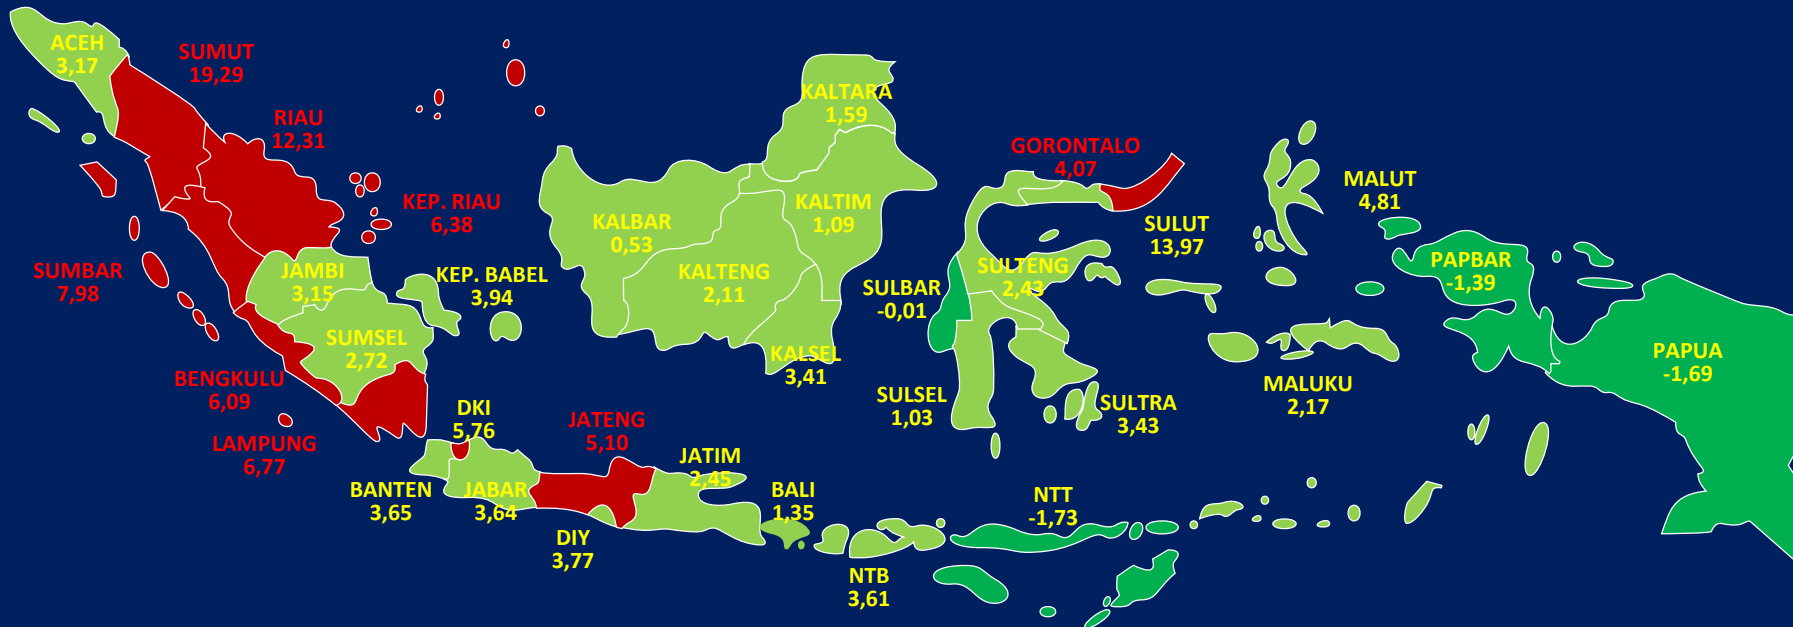 ACEH
3,17
SUMUT
19,29
RIAU
12,31
KEP. RIAU
6,38
SUMBAR
7,98
JAMBI
3,15
KEP. BABEL
3,94
SUMSEL
2,72
BENGKULU
6,09
LAMPUNG
6,77
DKI
5,76
BANTEN
3,65
JABAR
3,64
JATENG
5,10
DIY
3,77
JATIM
2,45
BALI
1,35
NTB
3,61
NTT
-1,73
KALTARA
1,59
KALBAR
0,53
KALTIM
1,09
KALTENG
2,11
KALSEL
3,41
GORONTALO
4,07
SULUT
13,97
SULTENG
2,43
SULBAR
-0,01
SULSEL
1,03
SULTRA
3,43
MALUT
4,81
MALUKU
2,17
PAPBAR
-1,39
PAPUA
-1,69